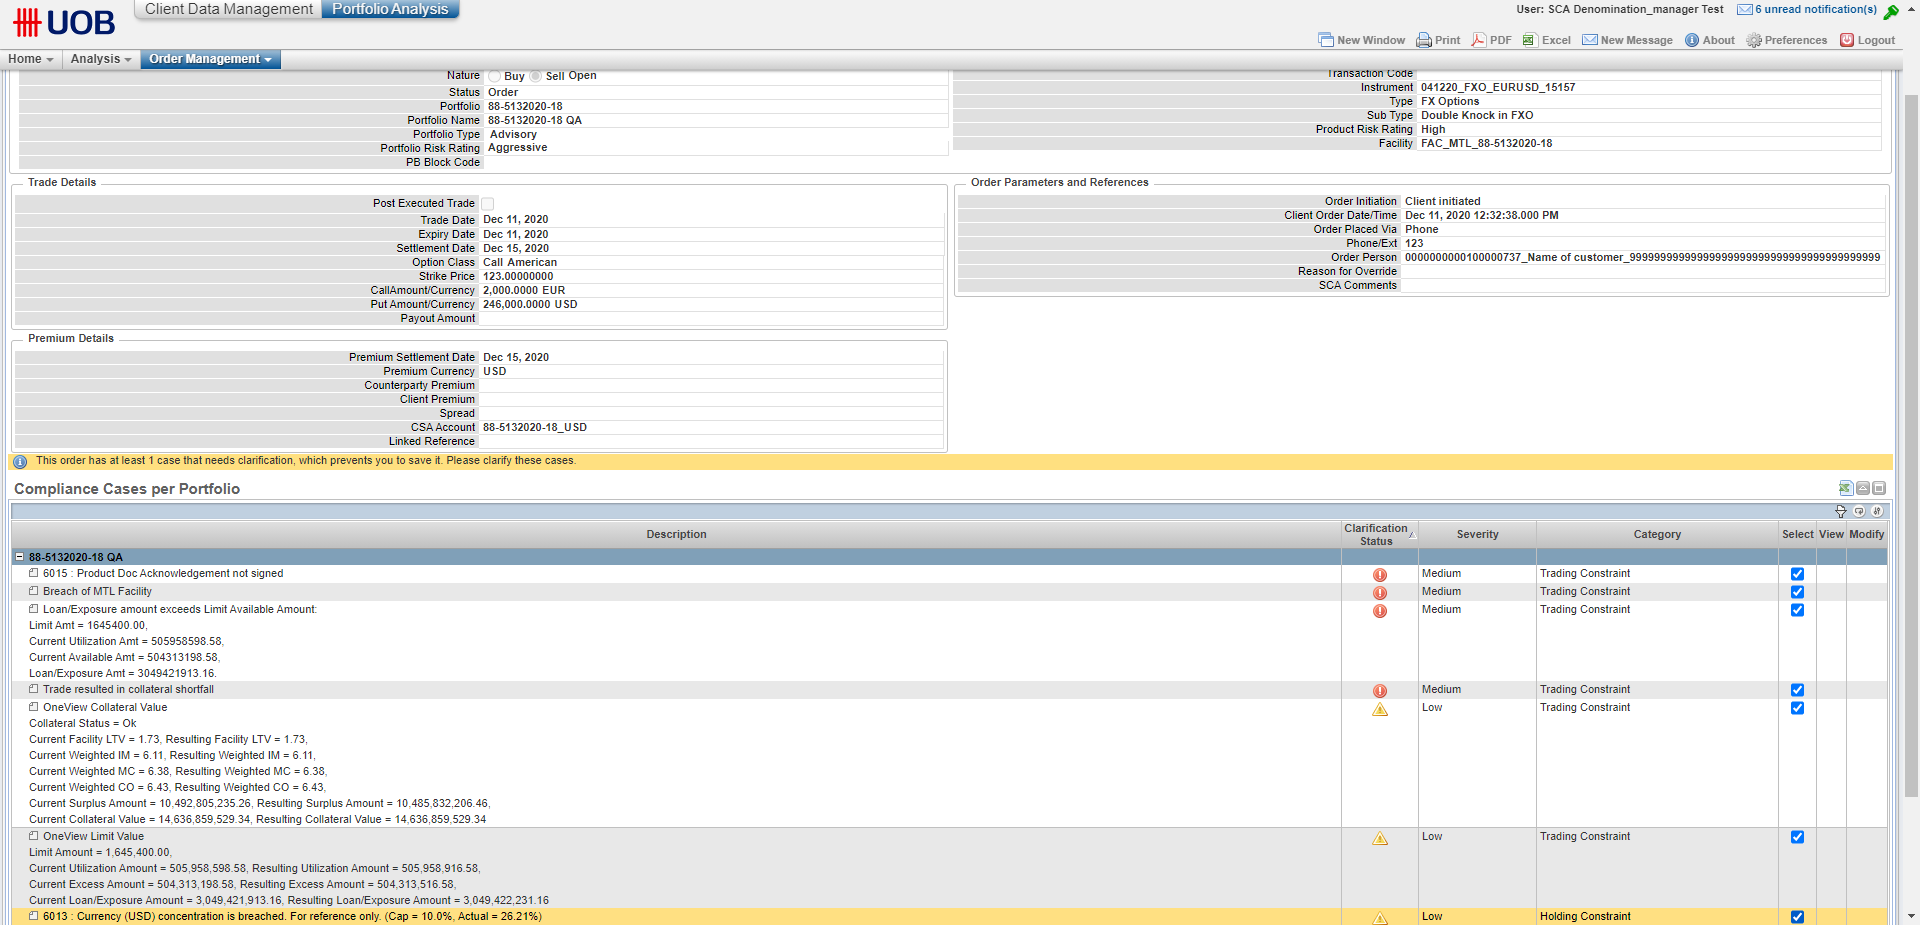 UOB
Client Data Management
Portfolio Analysis
User: SCA Denomination_manager Test
6 unread notification(s)
New Window
Print
PDF
Excel
New Message
About
Preferences
Logout
Home
Analysis
Order Management
Nature Buy Sell Open
Status Order
Portfolio 88-5132020-18
Portfolio Name 88-5132020-18 QA
Portfolio Type Advisory
Portfolio Risk Rating Aggressive
PB Block Code
Transaction Code
Instrument 041220_FXO_EURUSD_15157
Type FX Options
Sub Type Double Knock in FXO
Product Risk Rating High
Facility FAC_MTL_88-5132020-18
Trade Details
Post Executed Trade
Trade Date Dec 11, 2020
Expiry Date Dec 11, 2020
Settlement Date Dec 15, 2020
Option Class Call American
Strike Price 123.00000000
CallAmount/Currency 2,000.0000 EUR
Put Amount/Currency 246,000.0000 USD
Payout Amount
Order Parameters and References
Order Initiation Client initiated
Client Order Date/Time Dec 11, 2020 12:32:38.000 PM
Order Placed Via Phone
Phone/Ext 123
Reason for Override
SCA Comments
Premium Details
Premium Settlement Date Dec 15, 2020
Premium Currency USD
Counterparty Premium
Client Premium
Spread
CSA Account 88-5132020-18_USD
Linked Reference
This order has at least 1 case that needs clarification, which prevents you to save it. Please clarify these cases.
Compliance Cases per Portfolio
Description Clarification Status Severity Category Select View Modify
88-5132020-18 QA
6015 : Product Doc Acknowledgement not signed Medium Trading Constraint
Breach of MTL Facility Medium Trading Constraint
Loan/Exposure amount exceeds Limit Available Amount: Medium Trading Constraint
Limit Amt = 1645400.00,
Current Utilization Amt = 505958598.58,
Current Available Amt = 504313198.58,
Loan/Exposure Amt = 3049421913.16.
Trade resulted in collateral shortfall Medium Trading Constraint
OneView Collateral Value Low Trading Constraint
Collateral Status = Ok
Current Facility LTV = 1.73, Resulting Facility LTV = 1.73,
Current Weighted IM = 6.11, Resulting Weighted IM = 6.11,
Current Weighted MC = 6.38, Resulting Weighted MC = 6.38,
Current Weighted CO = 6.43, Resulting Weighted CO = 6.43,
Current Surplus Amount = 10,492,805,235.26, Resulting Surplus Amount = 10,485,832,206.46,
Current Collateral Value = 14,636,859,529.34, Resulting Collateral Value = 14,636,859,529.34
OneView Limit Value Low Trading Constraint
Limit Amount = 1,645,400.00,
Current Utilization Amount = 505,958,598.58, Resulting Utilization Amount = 505,958,916.58,
Current Excess Amount = 504,313,198.58, Resulting Excess Amount = 504,313,516.58,
Current Loan/Exposure Amount = 3,049,421,913.16, Resulting Loan/Exposure Amount = 3,049,422,231.16
6013 : Currency (USD) concentration is breached. For reference only. (Cap = 10.0%, Actual = 26.21%) Low Holding Constraint